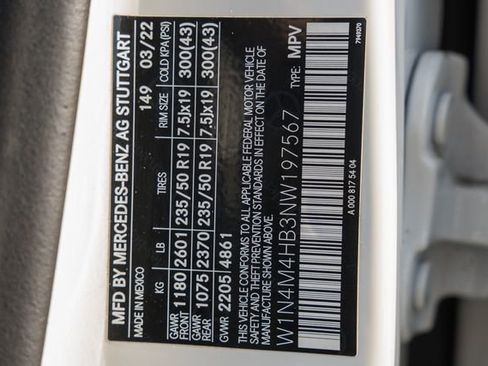 MFD BY MERCEDES-BENZ AG STUTTGART
MADE IN MEXICO 149 03/22
KG LB TIRES RIM SIZE COLD KPA (PSI)
GAWR FRONT 1180 2601 235/50 R19 7.5Jx19 300(43)
GAWR REAR 1075 2370 235/50 R19 7.5Jx19 300(43)
GVWR 2205 4861
THIS VEHICLE CONFORMS TO ALL APPLICABLE FEDERAL MOTOR VEHICLE
SAFETY AND THEFT PREVENTION STANDARDS IN EFFECT ON THE DATE OF
MANUFACTURE SHOWN ABOVE.
W1N4M4HB3NW197567 TYPE: MPV
A 000 817 54 04
7949370